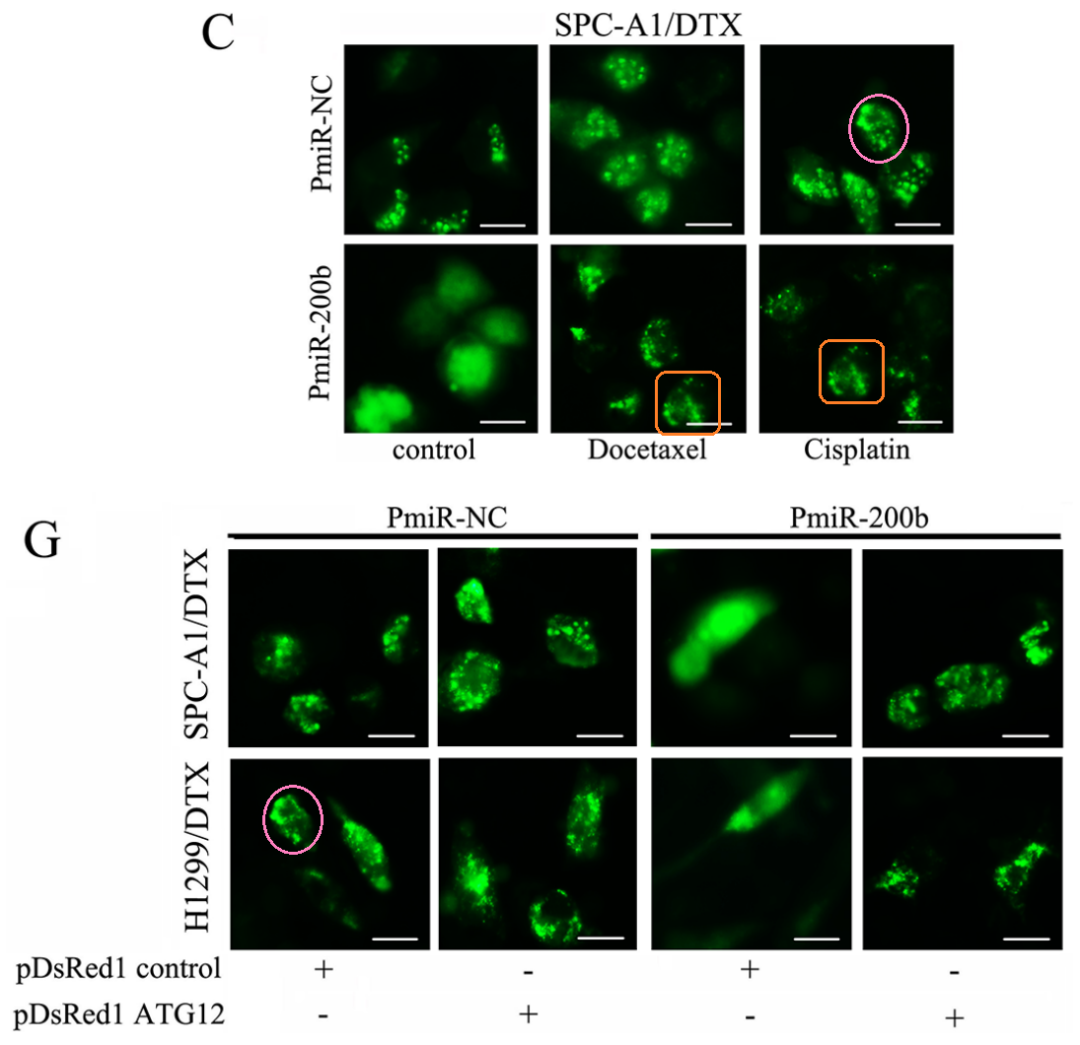 C
SPC-A1/DTX
PmiR-NC
PmiR-200b
control Docetaxel Cisplatin
G
PmiR-NC PmiR-200b
SPC-A1/DTX
H1299/DTX
pDsRed1 control + - + -
pDsRed1 ATG12 - + - +